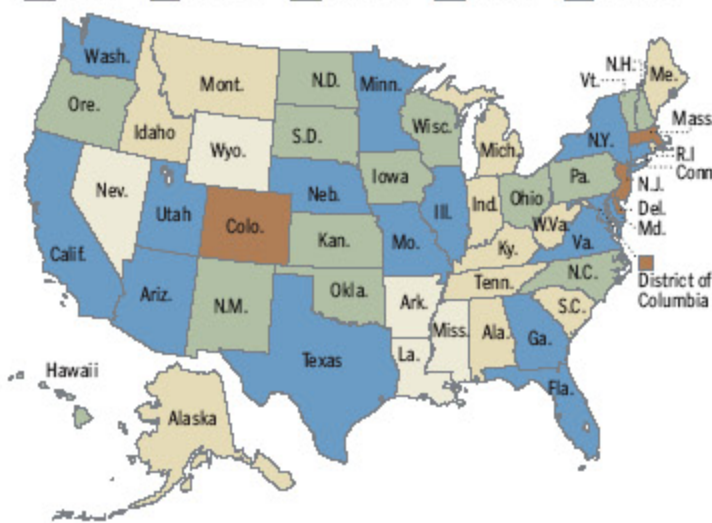 Wash.
Mont.
N.D.
Minn.
N.H.
Vt.
Me.
Ore.
Idaho
Wyo.
S.D.
Wisc.
Mich.
N.Y.
Mass
R.I
Conn
Nev.
Utah
Colo.
Neb.
Iowa
Ill.
Ind.
Ohio
Pa.
N.J.
Del.
Md.
Calif.
Kan.
Mo.
Ky.
W.Va.
Va.
District of
Columbia
Ariz.
N.M.
Okla.
Ark.
Tenn.
N.C.
S.C.
Texas
La.
Miss.
Ala.
Ga.
Fla.
Hawaii
Alaska